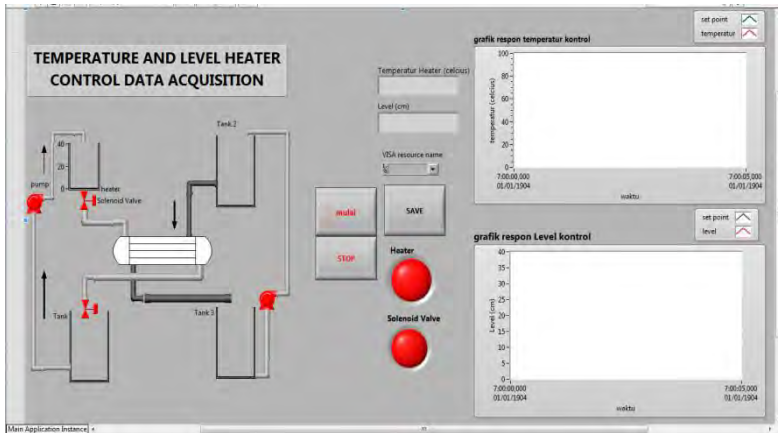 TEMPERATURE AND LEVEL HEATER
CONTROL DATA ACQUISITION
Tank 2
40
20
0
heater
Solenoid Valve
pump
Tank
Tank 3
Temperatur Heater (celcius)
Level (cm)
VISA resource name
mulai
SAVE
STOP
Heater
Solenoid Valve
set point
temperatur
grafik respon temperatur kontrol
temperatur (celcius)
100
80
60
40
20
0
7:00:00,000
01/01/1904
7:00:05,000
01/01/1904
waktu
set point
level
grafik respon Level kontrol
Level (cm)
40
35
30
25
20
15
10
5
0
7:00:00,000
01/01/1904
7:00:05,000
01/01/1904
waktu
Main Application Instance